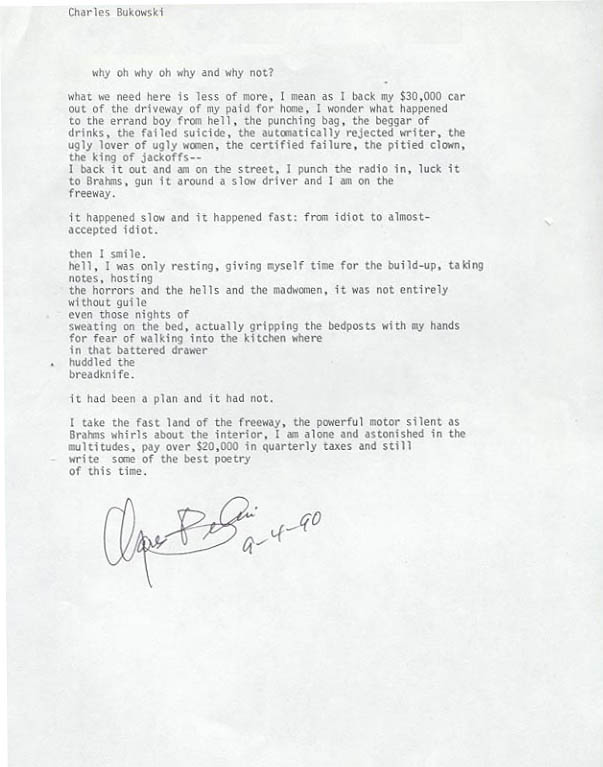 Charles Bukowski
why oh why oh why and why not?
what we need here is less of more, I mean as I back my $30,000 car
out of the driveway of my paid for home, I wonder what happened
to the errand boy from hell, the punching bag, the beggar of
drinks, the failed suicide, the automatically rejected writer, the
ugly lover of ugly women, the certified failure, the pitied clown,
the king of jackoffs--
I back it out and am on the street, I punch the radio in, luck it
to Brahms, gun it around a slow driver and I am on the
freeway.
it happened slow and it happened fast: from idiot to almost-
accepted idiot.
then I smile.
hell, I was only resting, giving myself time for the build-up, taking
notes, hosting
the horrors and the hells and the madwomen, it was not entirely
without guile
even those nights of
sweating on the bed, actually gripping the bedposts with my hands
for fear of walking into the kitchen where
in that battered drawer
huddled the
breadknife.
it had been a plan and it had not.
I take the fast land of the freeway, the powerful motor silent as
Brahms whirls about the interior, I am alone and astonished in the
multitudes, pay over $20,000 in quarterly taxes and still
write some of the best poetry
of this time.
9-4-90